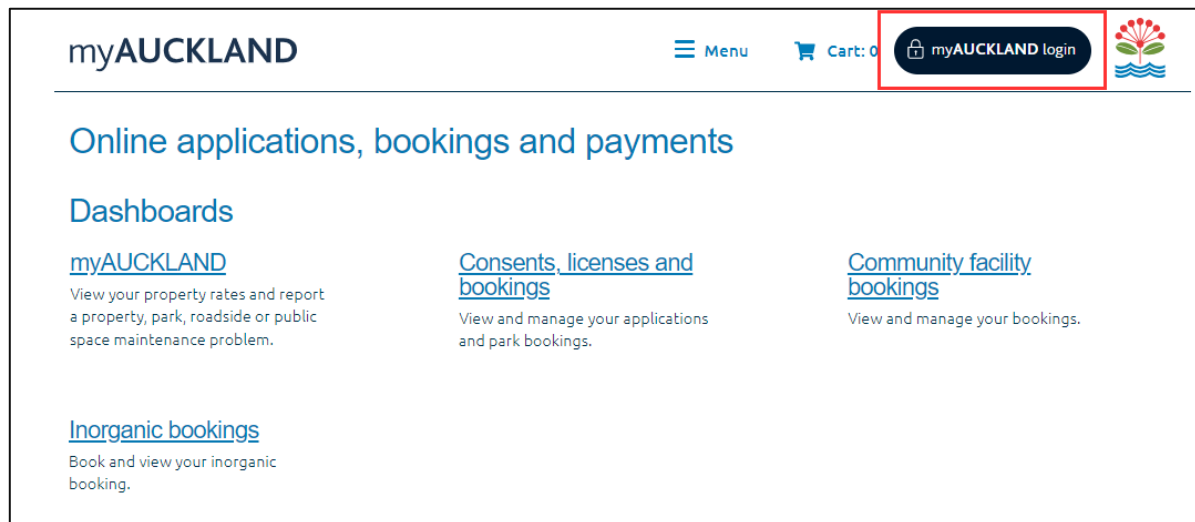 myAUCKLAND
Menu
Cart: 0
myAUCKLAND login
Online applications, bookings and payments
Dashboards
myAUCKLAND
View your property rates and report
a property, park, roadside or public
space maintenance problem.
Consents, licenses and
bookings
View and manage your applications
and park bookings.
Community facility
bookings
View and manage your bookings.
Inorganic bookings
Book and view your inorganic
booking.